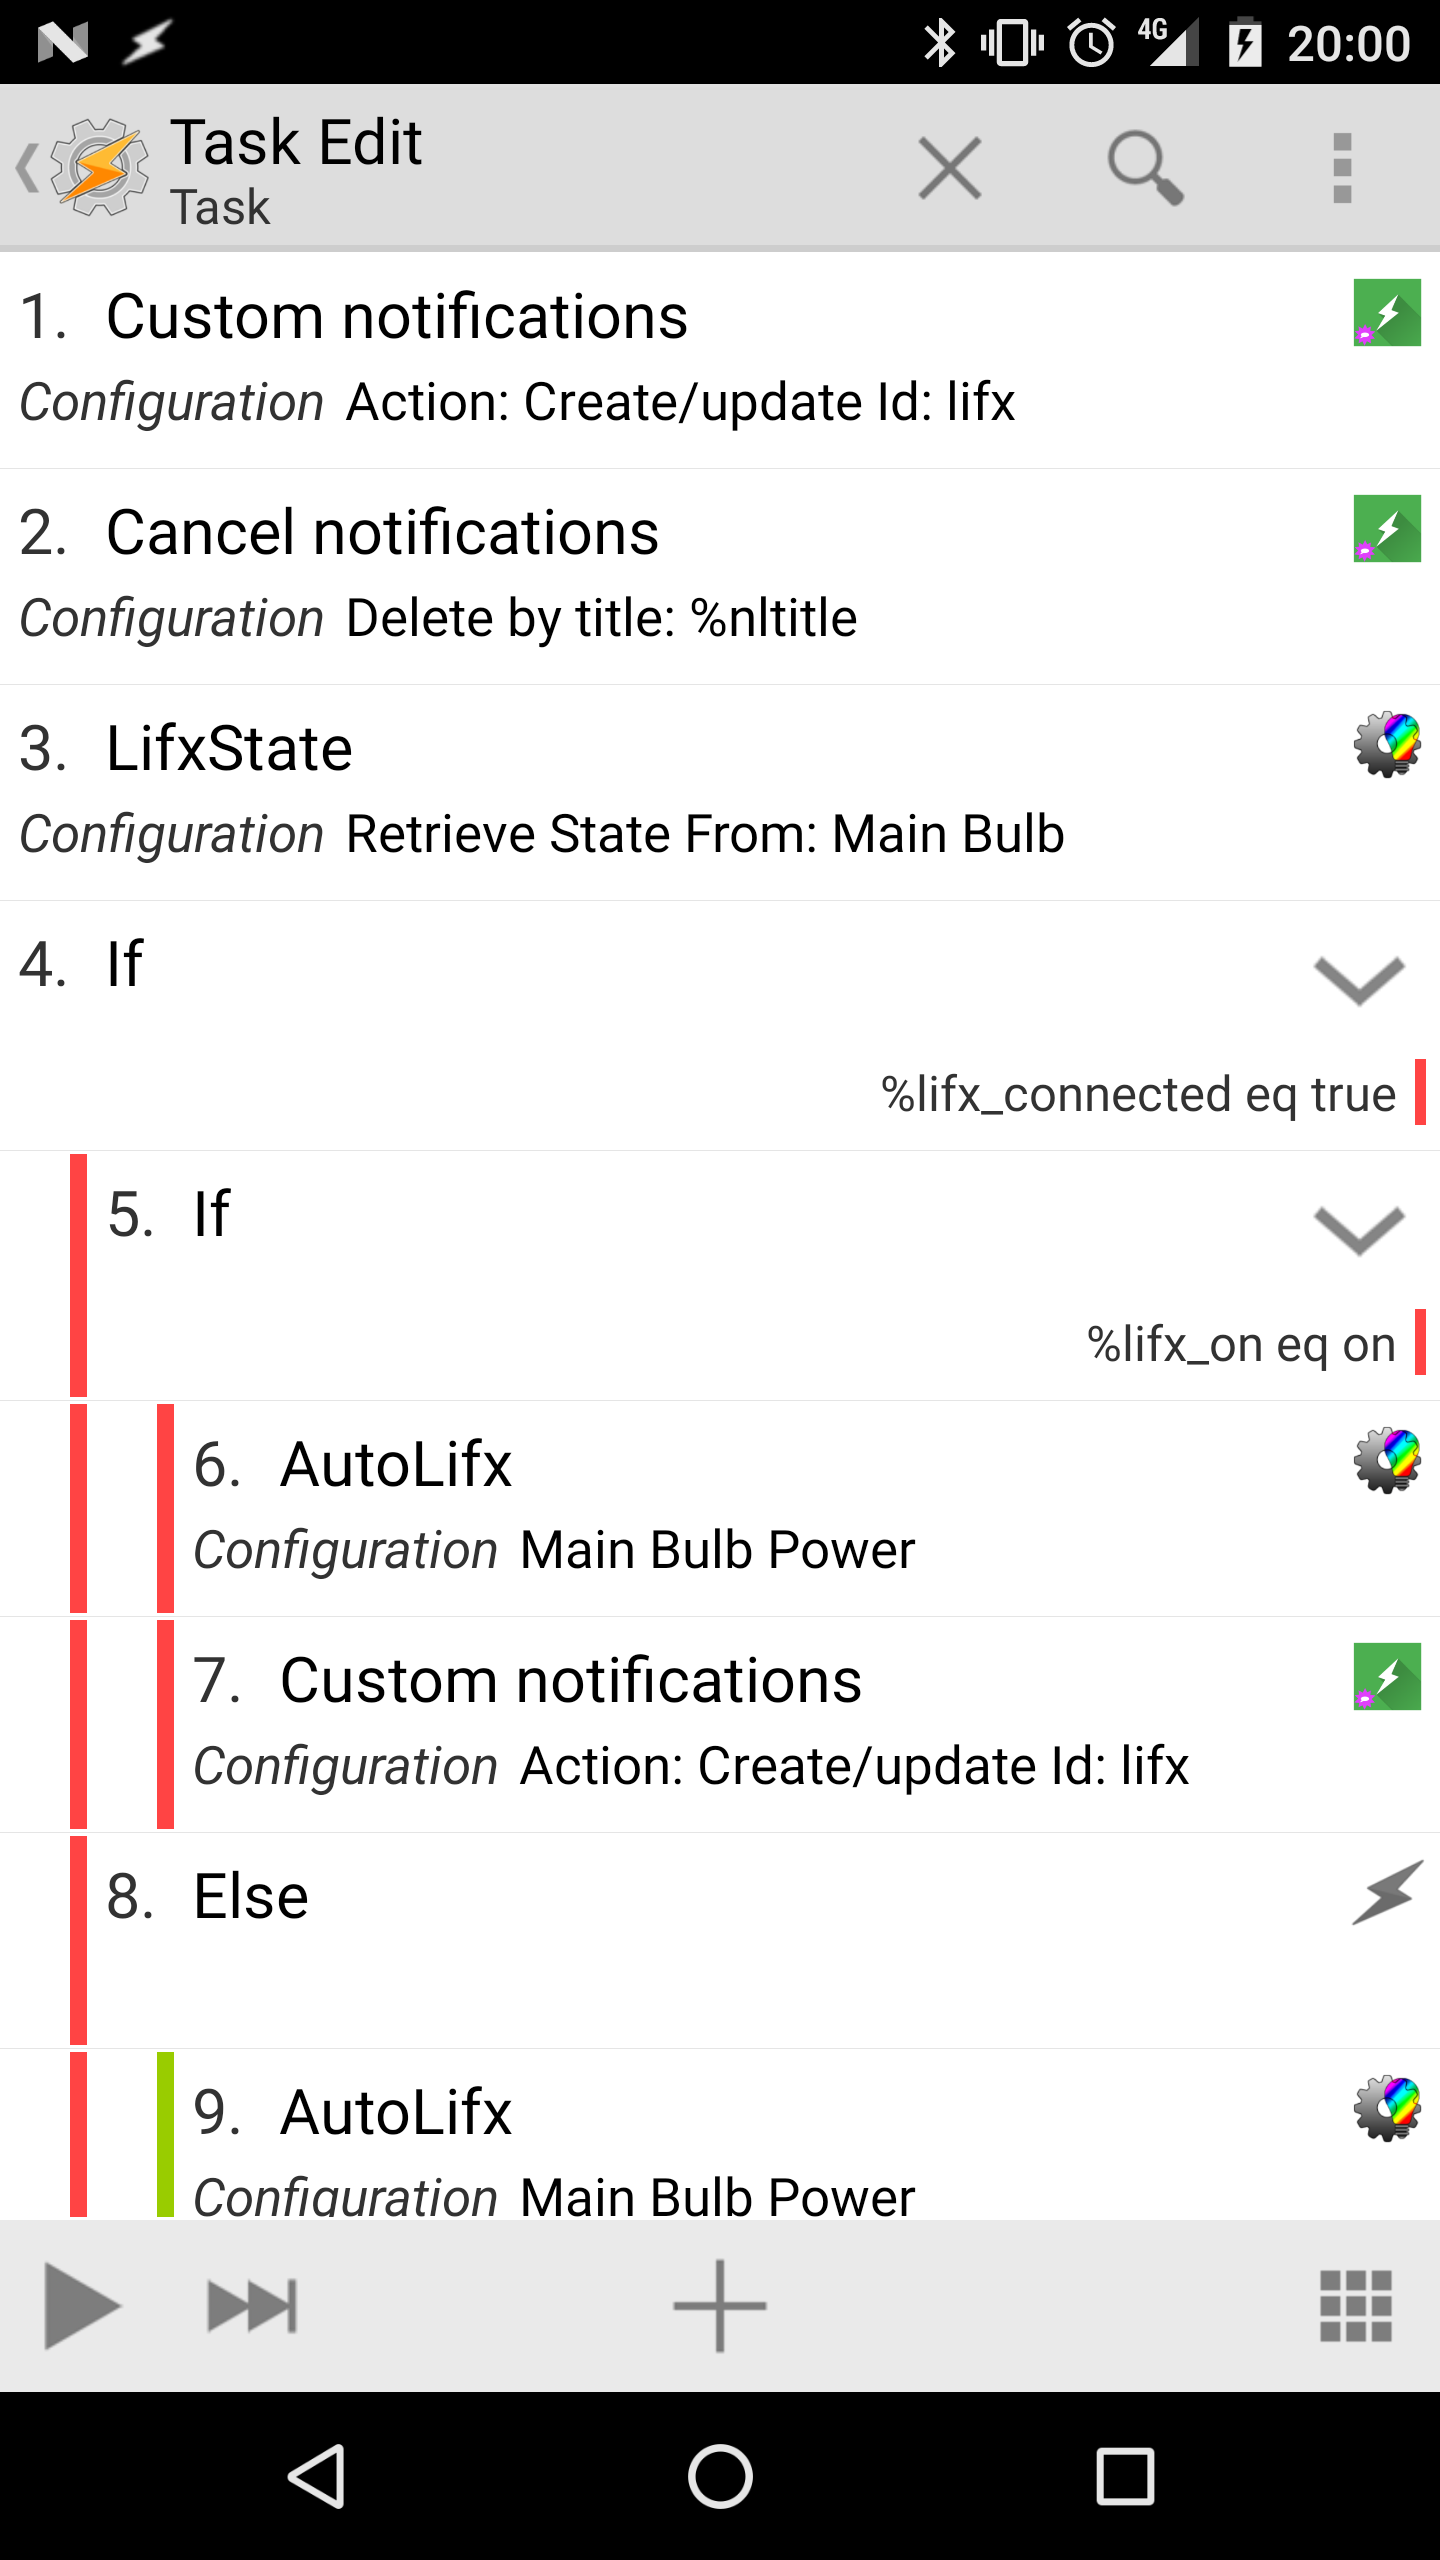 4G 20:00
Task Edit
Task
1. Custom notifications
Configuration Action: Create/update Id: lifx
2. Cancel notifications
Configuration Delete by title: %nltitle
3. LifxState
Configuration Retrieve State From: Main Bulb
4. If
%lifx_connected eq true
5. If
%lifx_on eq on
6. AutoLifx
Configuration Main Bulb Power
7. Custom notifications
Configuration Action: Create/update Id: lifx
8. Else
9. AutoLifx
Configuration Main Bulb Power